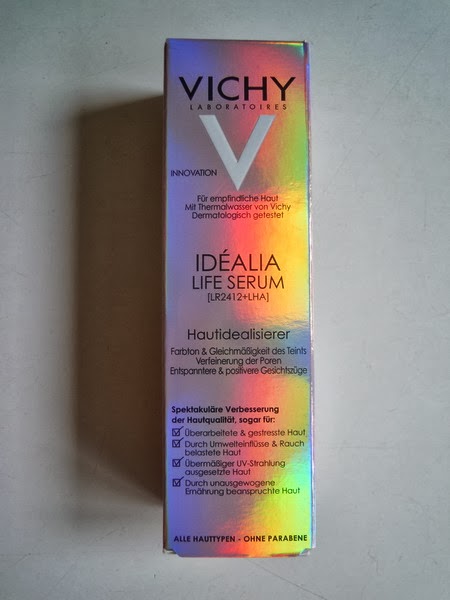 VICHY
LABORATOIRES
V
INNOVATION
Für empfindliche Haut
Mit Thermalwasser von Vichy
Dermatologisch getestet
IDÉALIA
LIFE SERUM
[LR2412+LHA]
Hautidealisierer
Farbton & Gleichmäßigkeit des Teints
Verfeinerung der Poren
Entspanntere & positivere Gesichtszüge
Spektakuläre Verbesserung
der Hautqualität, sogar für:
Überarbeitete & gestresste Haut
Durch Umwelteinflüsse & Rauch
belastete Haut
Übermäßiger UV-Strahlung
ausgesetzte Haut
Durch unausgewogene
Ernährung beanspruchte Haut
ALLE HAUTTYPEN - OHNE PARABENE